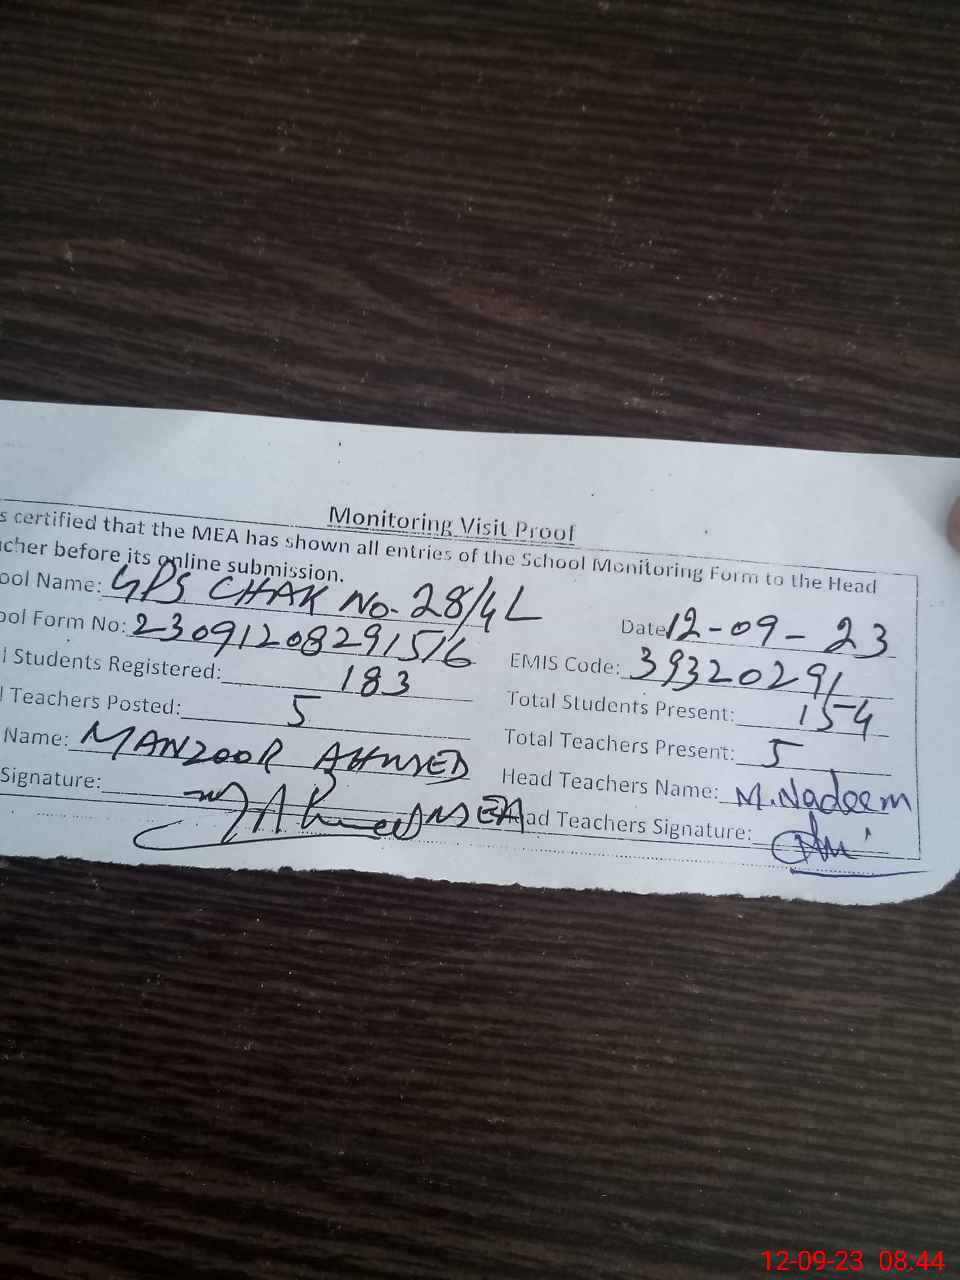 Monitoring Visit Proof
s certified that the MEA has shown all entries of the School Monitoring Form to the Head
cher before its online submission.
ool Name: GPS CHAK No. 28/4L
Date 12-09-23
ool Form No: 23091208291516
EMIS Code: 39320291
l Students Registered: 183
Total Students Present: 154
l Teachers Posted: 5
Total Teachers Present: 5
Name: MANZOOR AHMED
Head Teachers Name: M.Nadeem
Signature: MEA
ad Teachers Signature:
12-09-23 08:44